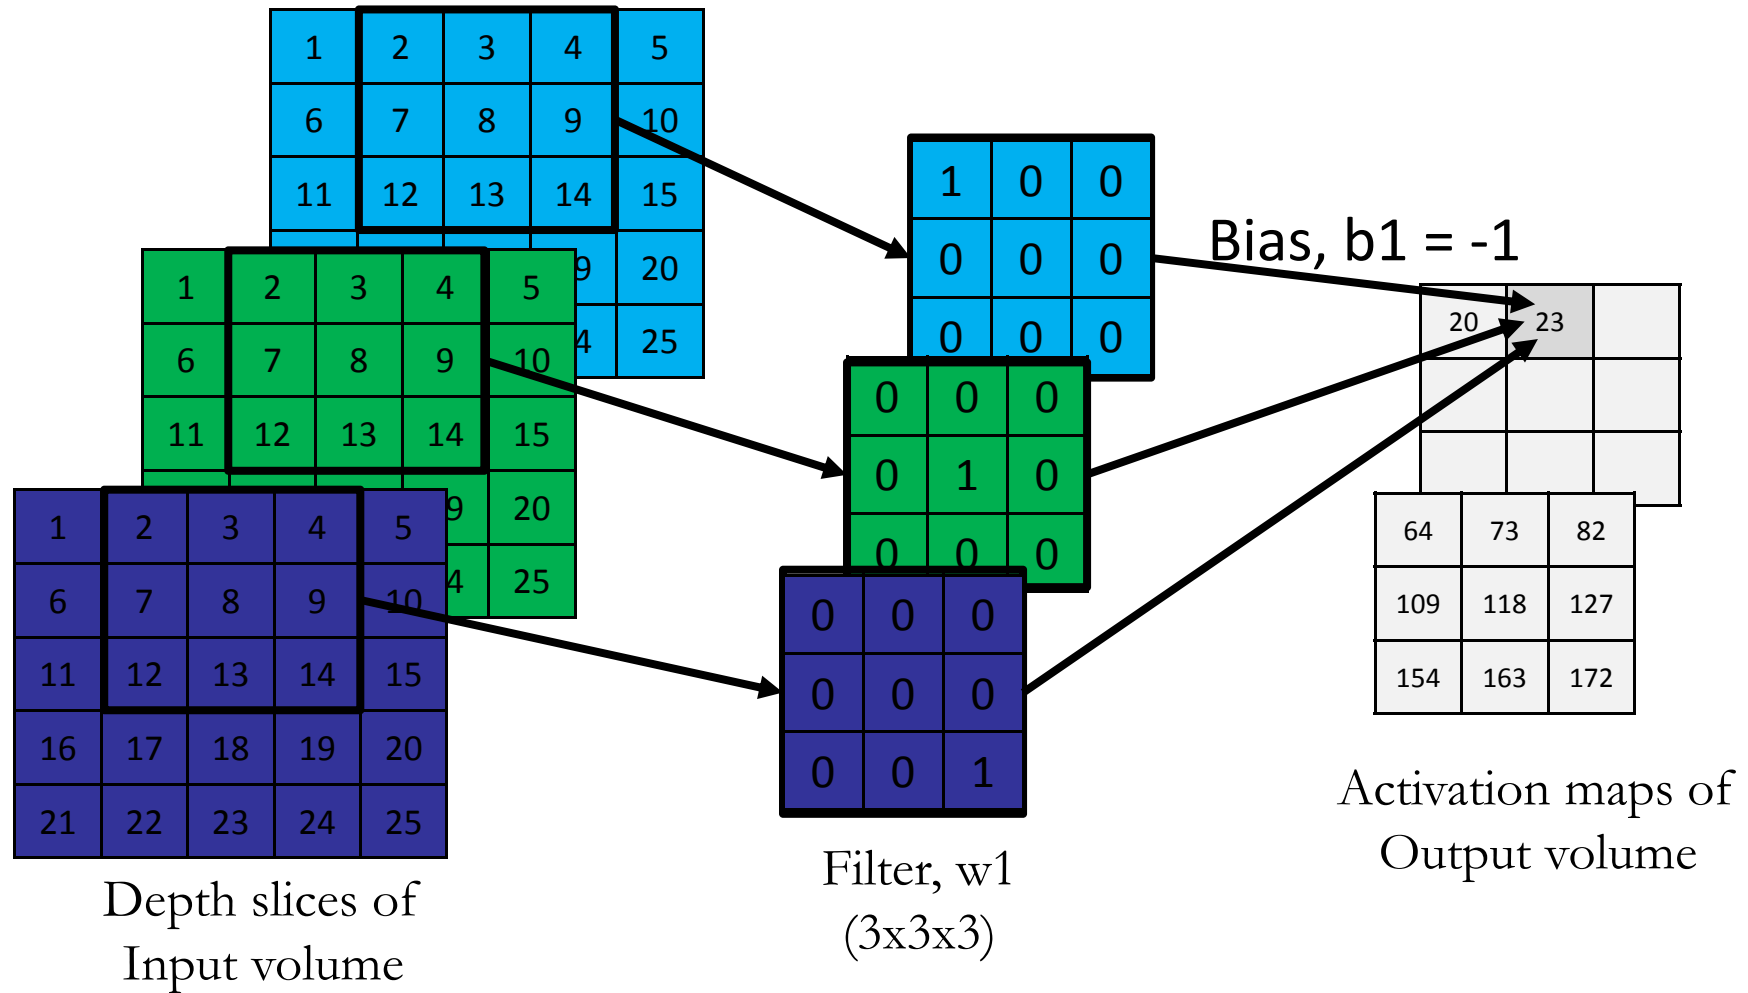 1 2 3 4 5
6 7 8 9 10
11 12 13 14 15
9 20
4 25
1 2 3 4 5
6 7 8 9 10
11 12 13 14 15
9 20
4 25
1 2 3 4 5
6 7 8 9 10
11 12 13 14 15
16 17 18 19 20
21 22 23 24 25
Depth slices of
Input volume
1 0 0
0 0 0
0 0 0
0 0 0
0 1 0
0 0 0
0 0 0
0 0 0
0 0 1
Filter, w1
(3x3x3)
Bias, b1 = -1
20 23
64 73 82
109 118 127
154 163 172
Activation maps of
Output volume